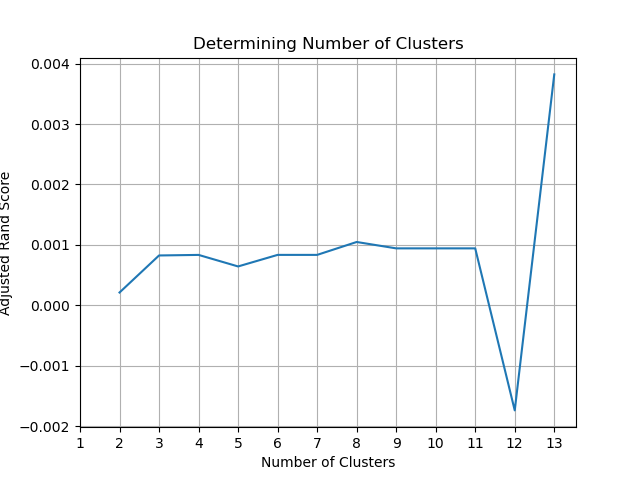 Determining Number of Clusters
Adjusted Rand Score
0.004
0.003
0.002
0.001
0.000
−0.001
−0.002
1 2 3 4 5 6 7 8 9 10 11 12 13
Number of Clusters